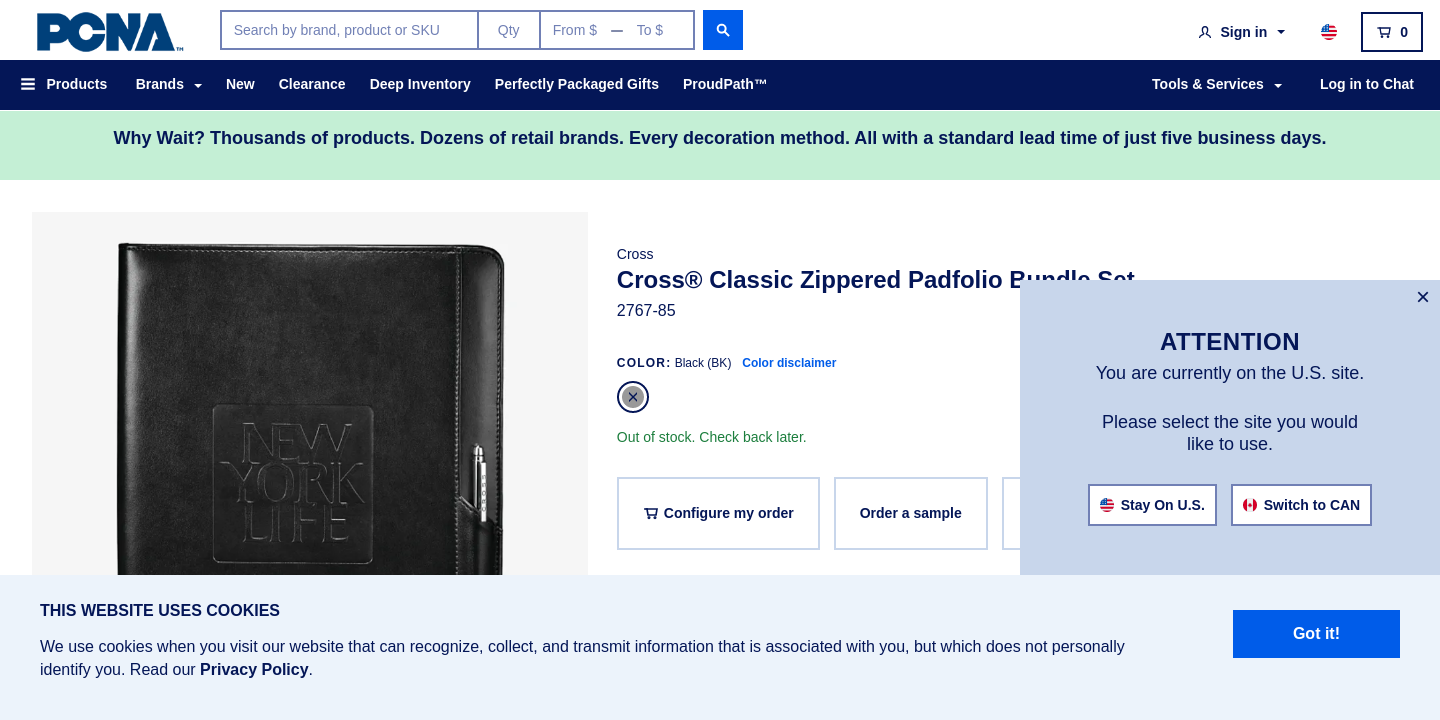 PCNA™
Search by brand, product or SKU
Qty
From $ — To $
Sign in
0
Products
Brands
New
Clearance
Deep Inventory
Perfectly Packaged Gifts
ProudPath™
Tools & Services
Log in to Chat
Why Wait? Thousands of products. Dozens of retail brands. Every decoration method. All with a standard lead time of just five business days.
NEW
YORK
LIFE
Cross
Cross® Classic Zippered Padfolio Bundle Set
2767-85
COLOR: Black (BK) Color disclaimer
Out of stock. Check back later.
Configure my order
Order a sample
×
ATTENTION
You are currently on the U.S. site.
Please select the site you would
like to use.
Stay On U.S.
Switch to CAN
THIS WEBSITE USES COOKIES
We use cookies when you visit our website that can recognize, collect, and transmit information that is associated with you, but which does not personally
identify you. Read our Privacy Policy.
Got it!